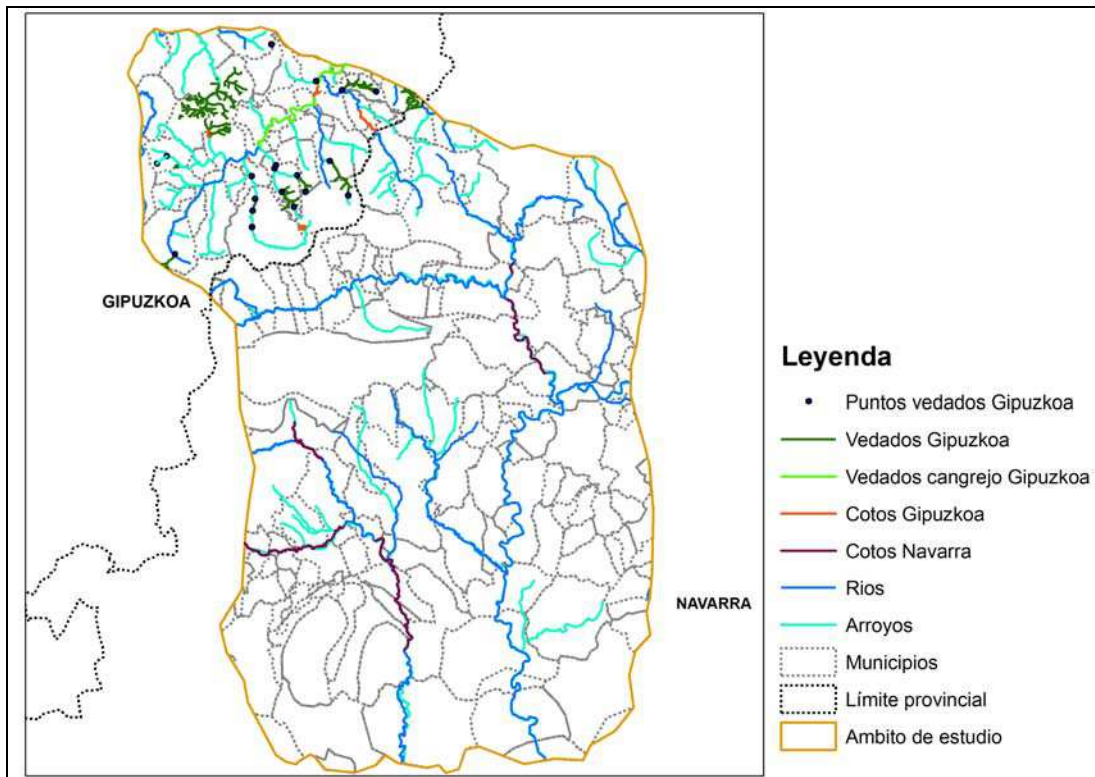 GIPUZKOA
NAVARRA
Leyenda
Puntos vedados Gipuzkoa
Vedados Gipuzkoa
Vedados cangrejo Gipuzkoa
Cotos Gipuzkoa
Cotos Navarra
Rios
Arroyos
Municipios
Límite provincial
Ambito de estudio